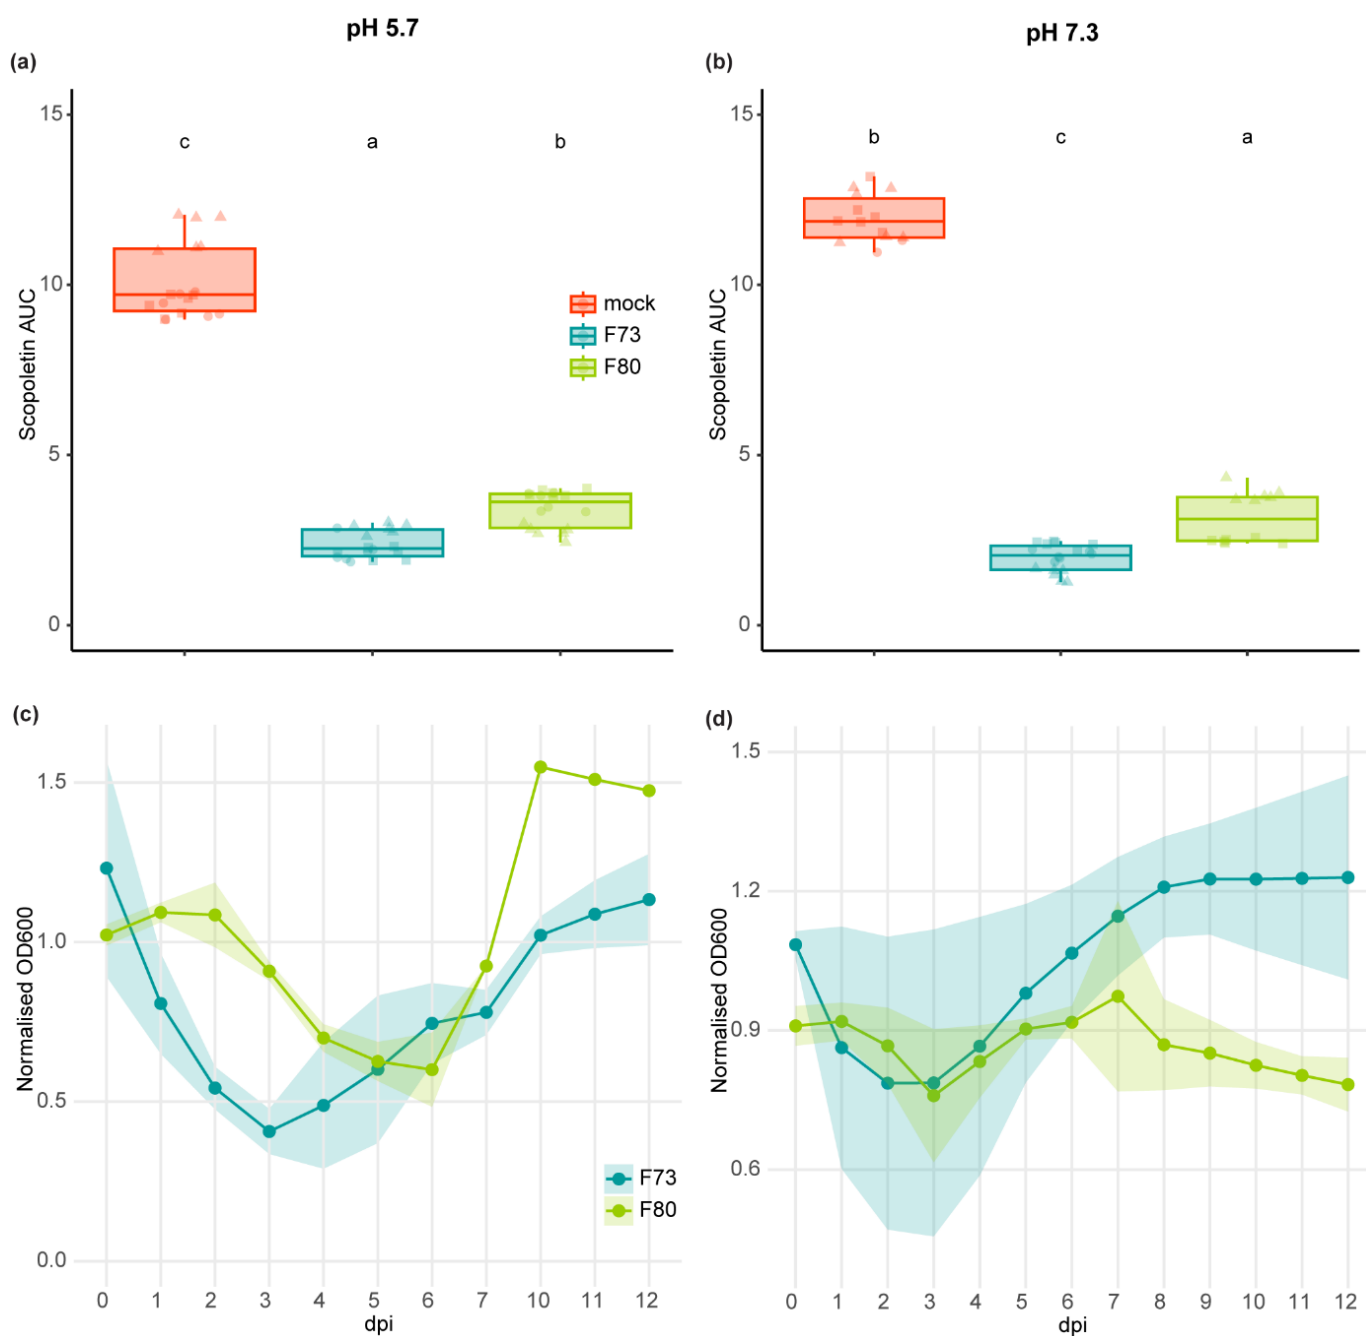 pH 5.7
pH 7.3
(a)
(b)
15
c
a
b
10
mock
F73
F80
Scopoletin AUC
5
0
15
b
c
a
10
Scopoletin AUC
5
0
(c)
(d)
1.5
1.0
Normalised OD600
0.5
F73
F80
0.0
0 1 2 3 4 5 6 7 10 11 12
dpi
1.5
1.2
Normalised OD600
0.9
0.6
0 1 2 3 4 5 6 7 8 9 10 11 12
dpi